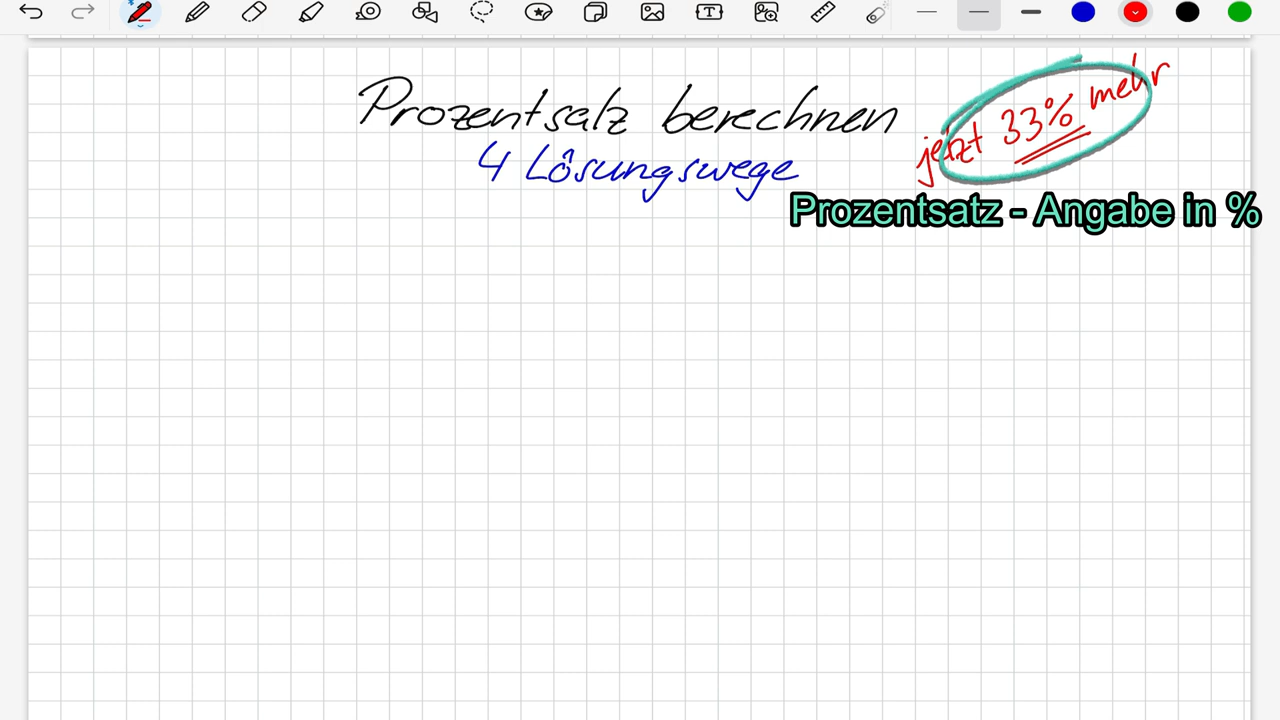 Prozentsatz berechnen
jetzt 33% mehr
4 Lösungswege
Prozentsatz - Angabe in %